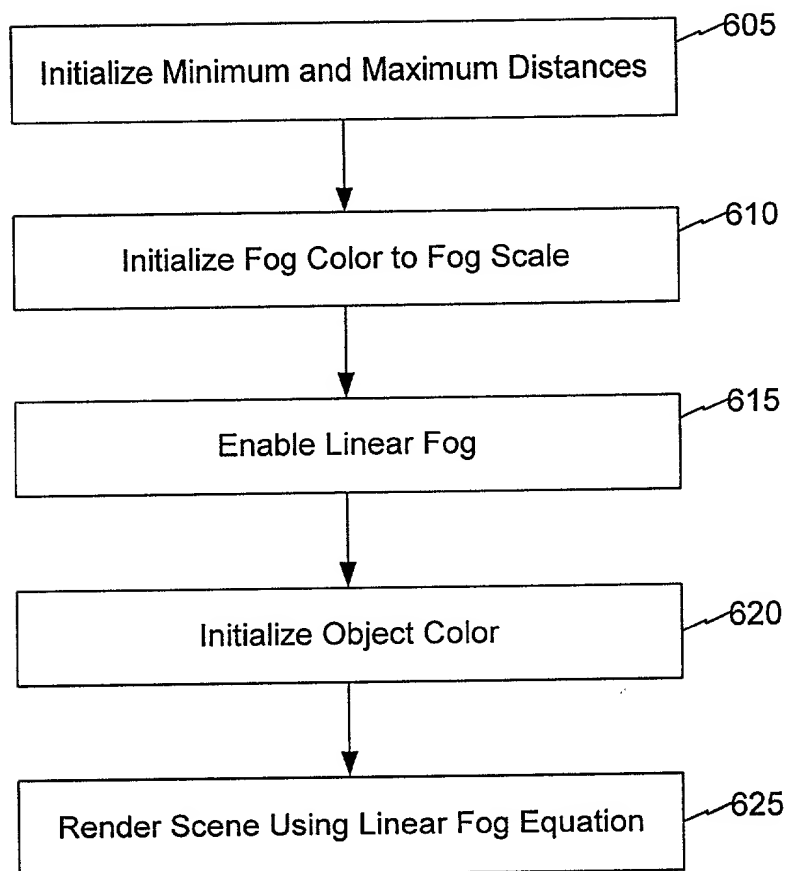 605
Initialize Minimum and Maximum Distances
610
Initialize Fog Color to Fog Scale
615
Enable Linear Fog
620
Initialize Object Color
625
Render Scene Using Linear Fog Equation